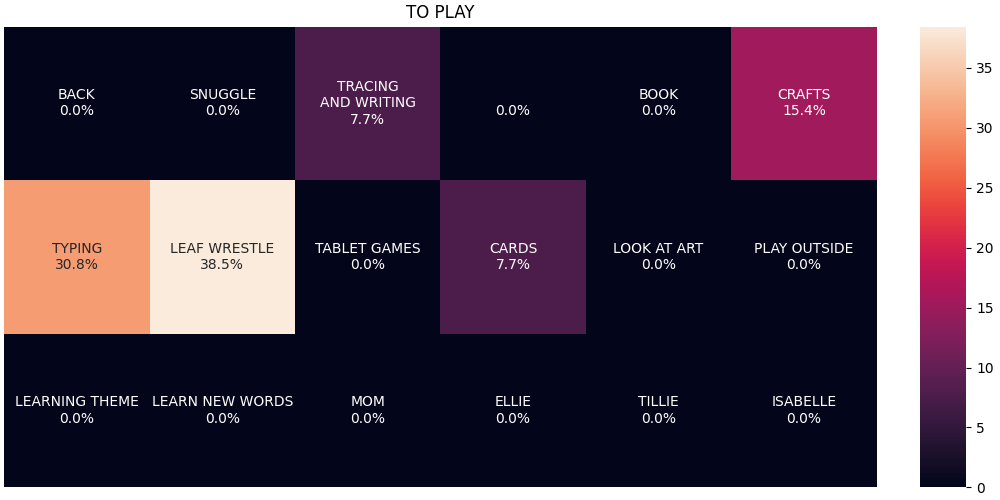 TO PLAY
BACK
0.0%
SNUGGLE
0.0%
TRACING
AND WRITING
7.7%
0.0%
BOOK
0.0%
CRAFTS
15.4%
TYPING
30.8%
LEAF WRESTLE
38.5%
TABLET GAMES
0.0%
CARDS
7.7%
LOOK AT ART
0.0%
PLAY OUTSIDE
0.0%
LEARNING THEME
0.0%
LEARN NEW WORDS
0.0%
MOM
0.0%
ELLIE
0.0%
TILLIE
0.0%
ISABELLE
0.0%
35
30
25
20
15
10
5
0